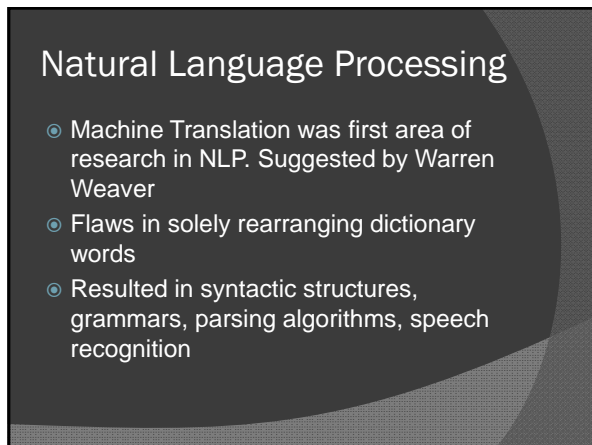 Natural Language Processing
Machine Translation was first area of
research in NLP. Suggested by Warren
Weaver
Flaws in solely rearranging dictionary
words
Resulted in syntactic structures,
grammars, parsing algorithms, speech
recognition